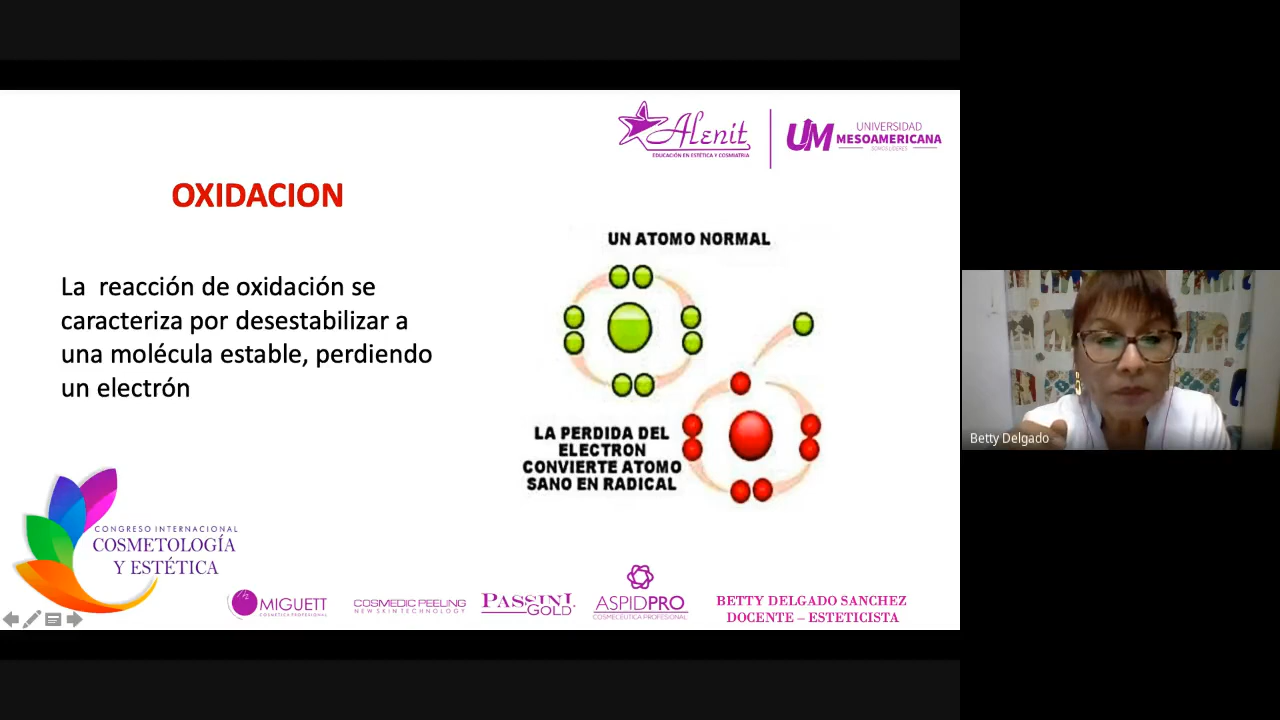 Alenit
EDUCACIÓN EN ESTÉTICA Y COSMIATRIA
UM
UNIVERSIDAD
MESOAMERICANA
SOMOS LIDERES
OXIDACION
La  reacción de oxidación se
caracteriza por desestabilizar a
una molécula estable, perdiendo
un electrón
UN ATOMO NORMAL
LA PERDIDA DEL
ELECTRON
CONVIERTE ATOMO
SANO EN RADICAL
Betty Delgado
CONGRESO INTERNACIONAL
COSMETOLOGÍA
Y ESTÉTICA
MIGUETT
COSMÉTICA PROFESIONAL
COSMEDIC PEELING
NEW SKIN TECHNOLOGY
PASSINI
GOLD
ASPIDPRO
COSMECEUTICA PROFESIONAL
BETTY DELGADO SANCHEZ
DOCENTE – ESTETICISTA